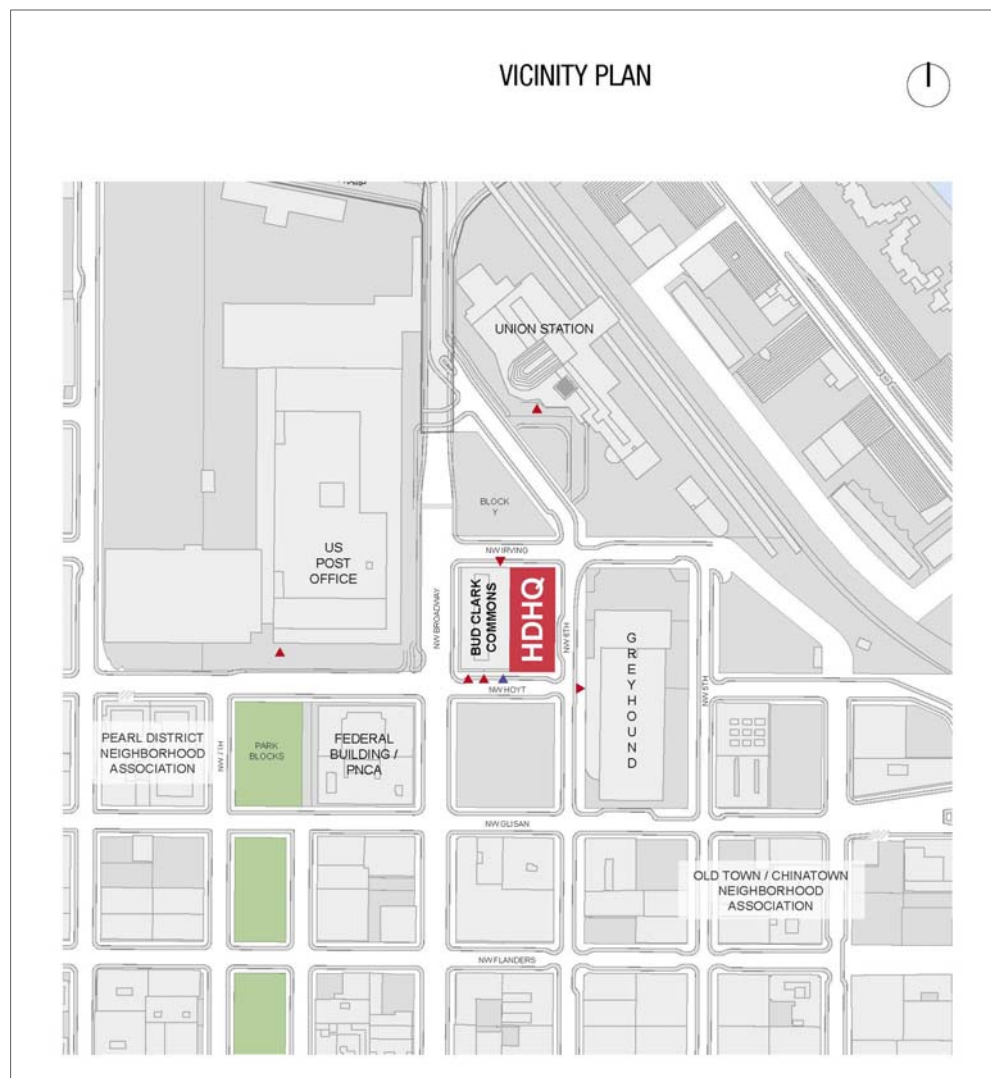 VICINITY PLAN
UNION STATION
BLOCK
Y
US
POST
OFFICE
NW IRVING
NW BROADWAY
BUD CLARK
COMMONS
HDHQ
NW 6TH
GREYHOUND
NW 5TH
NW HOYT
PEARL DISTRICT
NEIGHBORHOOD
ASSOCIATION
PARK
BLOCKS
FEDERAL
BUILDING /
PNCA
NW GLISAN
OLD TOWN / CHINATOWN
NEIGHBORHOOD
ASSOCIATION
NW FLANDERS